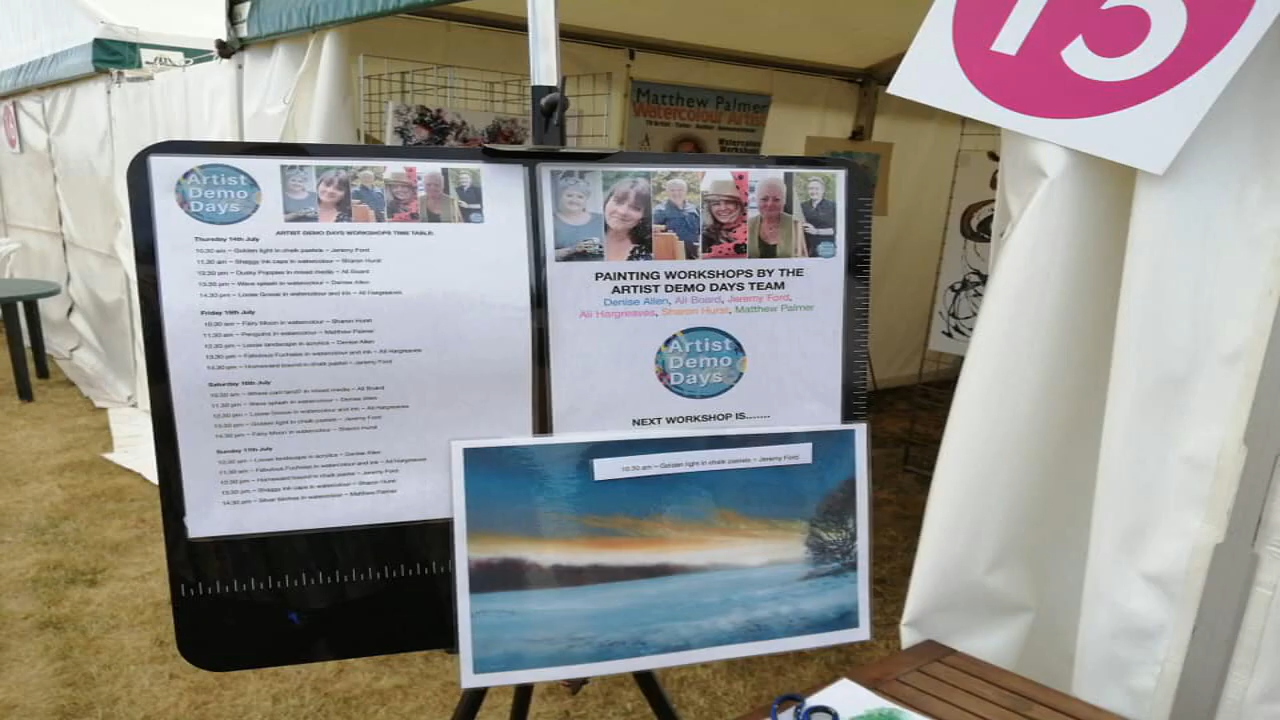 15
Matthew Palmer
Watercolour Artist
Watercolour
Artist
Demo
Days
ARTIST DEMO DAYS WORKSHOPS TIME TABLE.
Thursday 14th July
10.30 am ~ Golden light in chalk pastels ~ Jeremy Ford
11.30 am ~ Shaggy ink caps in watercolour ~ Sharon Hurst
12.30 pm ~ Dusky Poppies in mixed media ~ Ali Board
13.30 pm ~ Wave splash in watercolour ~ Denise Allen
14.30 pm ~ Loose Goose in watercolour and ink ~ Ali Hargreaves
Friday 15th July
10.30 am ~ Fairy Moon in watercolour ~ Sharon Hurst
11.30 am ~ Penguins in watercolour ~ Matthew Palmer
12.30 pm ~ Loose landscape in acrylics ~ Denise Allen
13.30 pm ~ Fabulous Fuchsias in watercolour and ink ~ Ali Hargreaves
14.30 pm ~ Homeward bound in chalk pastel ~ Jeremy Ford
Saturday 16th July
10.30 am ~ in mixed media ~ Ali Board
11.30 pm ~ Wave splash in watercolour ~ Denise Allen
12.30 pm ~ Loose Goose in watercolour and ink ~ Ali Hargreaves
13.30 pm ~ Golden light in chalk pastels ~ Jeremy Ford
14.30 pm ~ Fairy Moon in watercolour ~ Sharon Hurst
Sunday 17th July
10.30 am ~ Loose landscape in acrylics ~ Denise Allen
11.30 am ~ Fabulous Fuchsias in watercolour and ink ~ Ali Hargreaves
12.30 pm ~ Homeward bound in chalk pastel ~ Jeremy Ford
13.30 pm ~ Shaggy ink caps in watercolour ~ Sharon Hurst
14.30 pm ~ Silver birches in watercolour ~ Matthew Palmer
PAINTING WORKSHOPS BY THE
ARTIST DEMO DAYS TEAM
Denise Allen, Ali Board, Jeremy Ford,
Ali Hargreaves, Sharon Hurst, Matthew Palmer
Artist
Demo
Days
NEXT WORKSHOP IS.......
10.30 am ~ Golden light in chalk pastels ~ Jeremy Ford